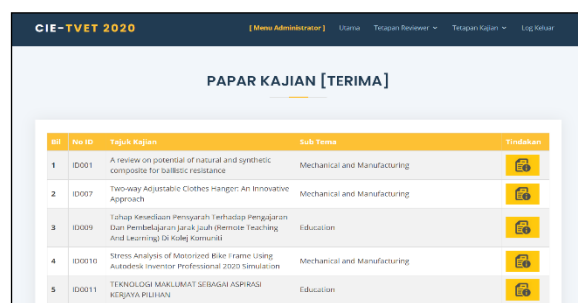 CIE-TVET 2020
[ Menu Administrator ] Utama Tetapan Reviewer Tetapan Kajian Log Keluar
PAPAR KAJIAN [TERIMA]
Bil No ID Tajuk Kajian Sub Tema Tindakan
1 ID001 A review on potential of natural and synthetic composite for ballistic resistance Mechanical and Manufacturing
2 ID007 Two-way Adjustable Clothes Hanger: An Innovative Approach Mechanical and Manufacturing
3 ID009 Tahap Kesediaan Pensyarah Terhadap Pengajaran Dan Pembelajaran Jarak Jauh (Remote Teaching And Learning) Di Kolej Komuniti Education
4 ID0010 Stress Analysis of Motorized Bike Frame Using Autodesk Inventor Professional 2020 Simulation Mechanical and Manufacturing
5 ID0011 TEKNOLOGI MAKLUMAT SEBAGAI ASPIRASI KERJAYA PILIHAN Education